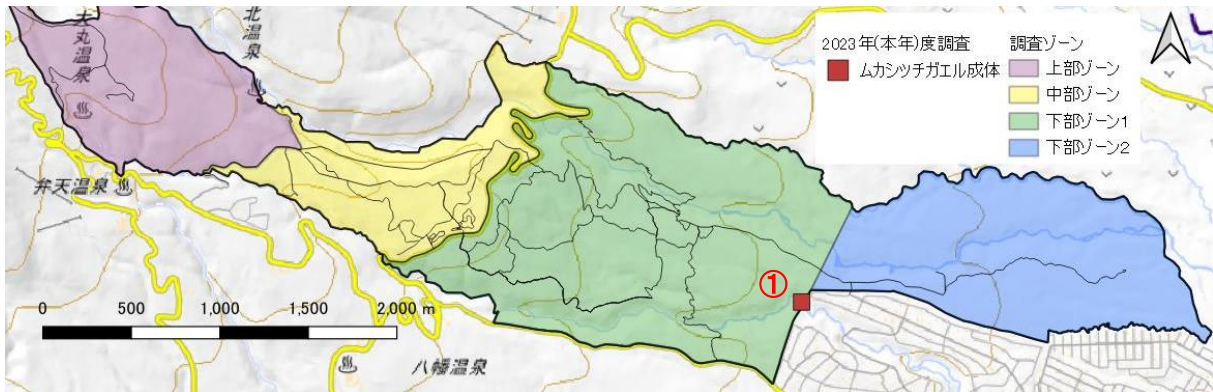 大丸温泉
北温泉
弁天温泉
八幡温泉
①
0 500 1,000 1,500 2,000 m
2023年(本年)度調査
ムカシツチガエル成体
調査ゾーン
上部ゾーン
中部ゾーン
下部ゾーン1
下部ゾーン2